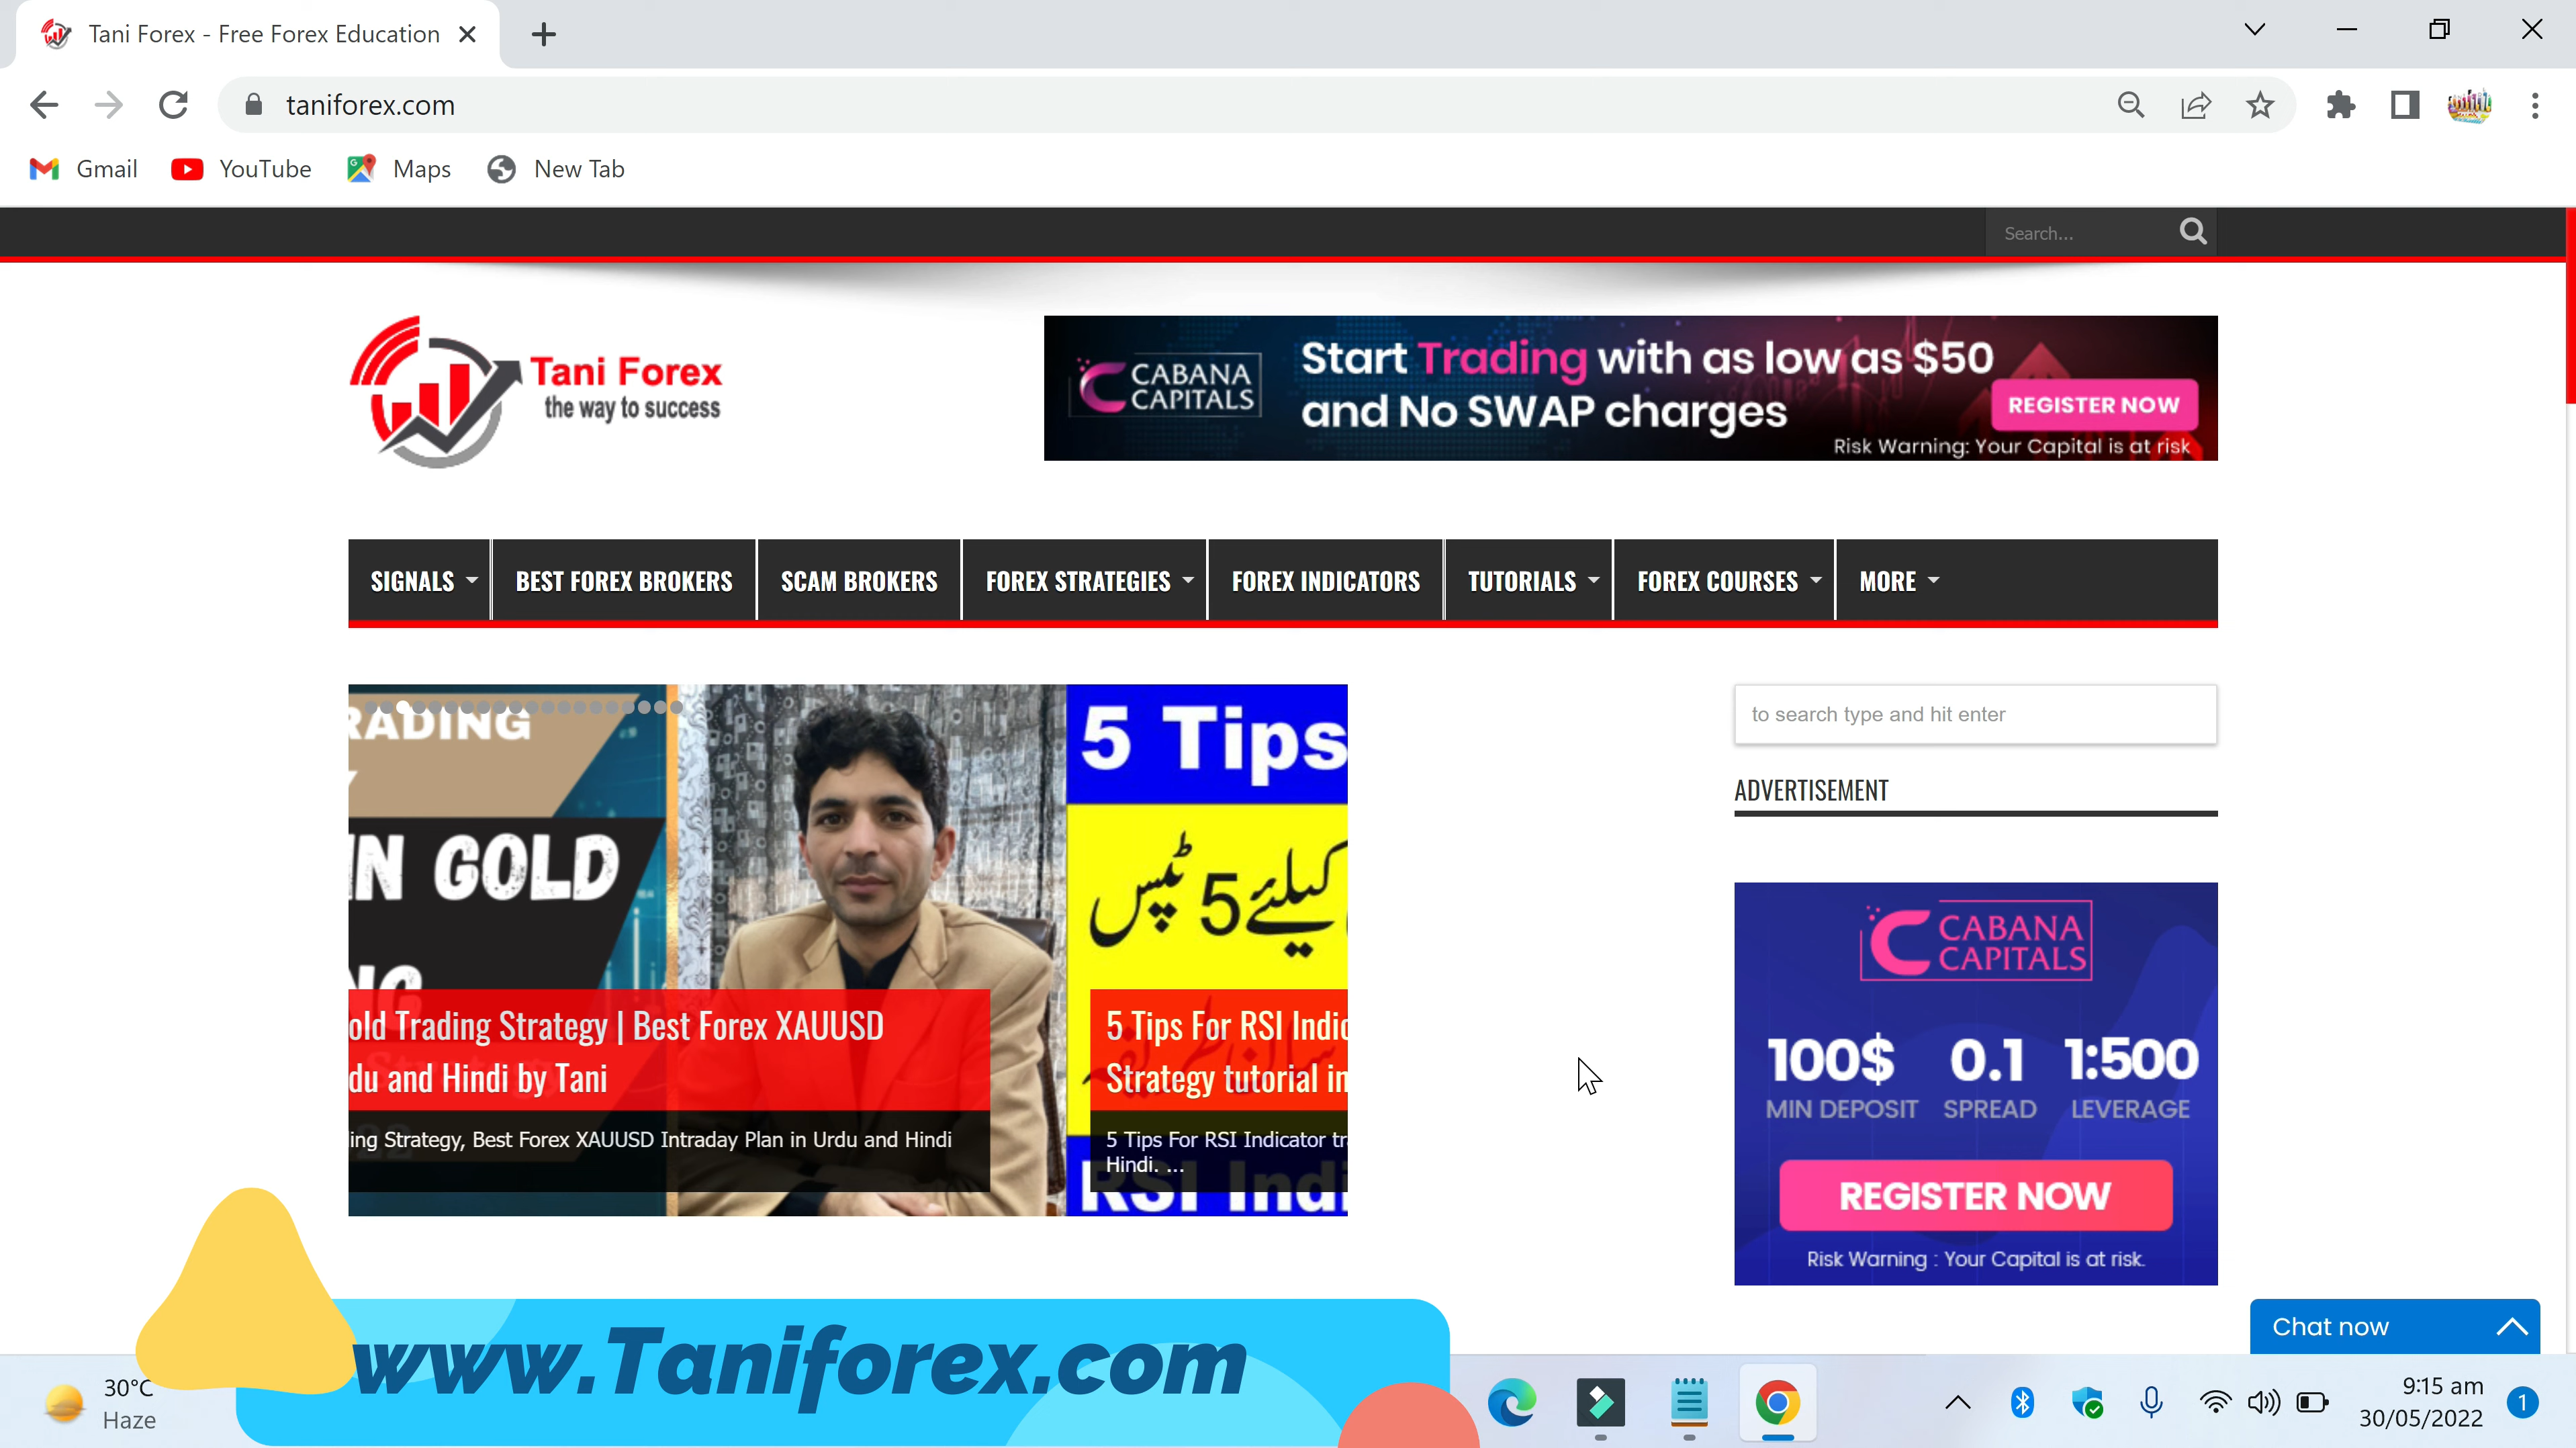 Tani Forex - Free Forex Education
taniforex.com
Gmail YouTube Maps New Tab
Search...
Tani Forex
the way to success
CABANA
CAPITALS
Start Trading with as low as $50
and No SWAP charges
REGISTER NOW
Risk Warning: Your Capital is at risk
SIGNALS BEST FOREX BROKERS SCAM BROKERS FOREX STRATEGIES FOREX INDICATORS TUTORIALS FOREX COURSES MORE
RADING
IN GOLD
NG
old Trading Strategy | Best Forex XAUUSD
du and Hindi by Tani
ing Strategy, Best Forex XAUUSD Intraday Plan in Urdu and Hindi
5 Tips
کیلئے 5 ٹپس
5 Tips For RSI Indic
Strategy tutorial in
5 Tips For RSI Indicator tr
Hindi. ...
RSI Indi
to search type and hit enter
ADVERTISEMENT
CABANA
CAPITALS
100$ 0.1 1:500
MIN DEPOSIT SPREAD LEVERAGE
REGISTER NOW
Risk Warning : Your Capital is at risk.
Chat now
www.Taniforex.com
30°C
Haze
9:15 am
30/05/2022
1